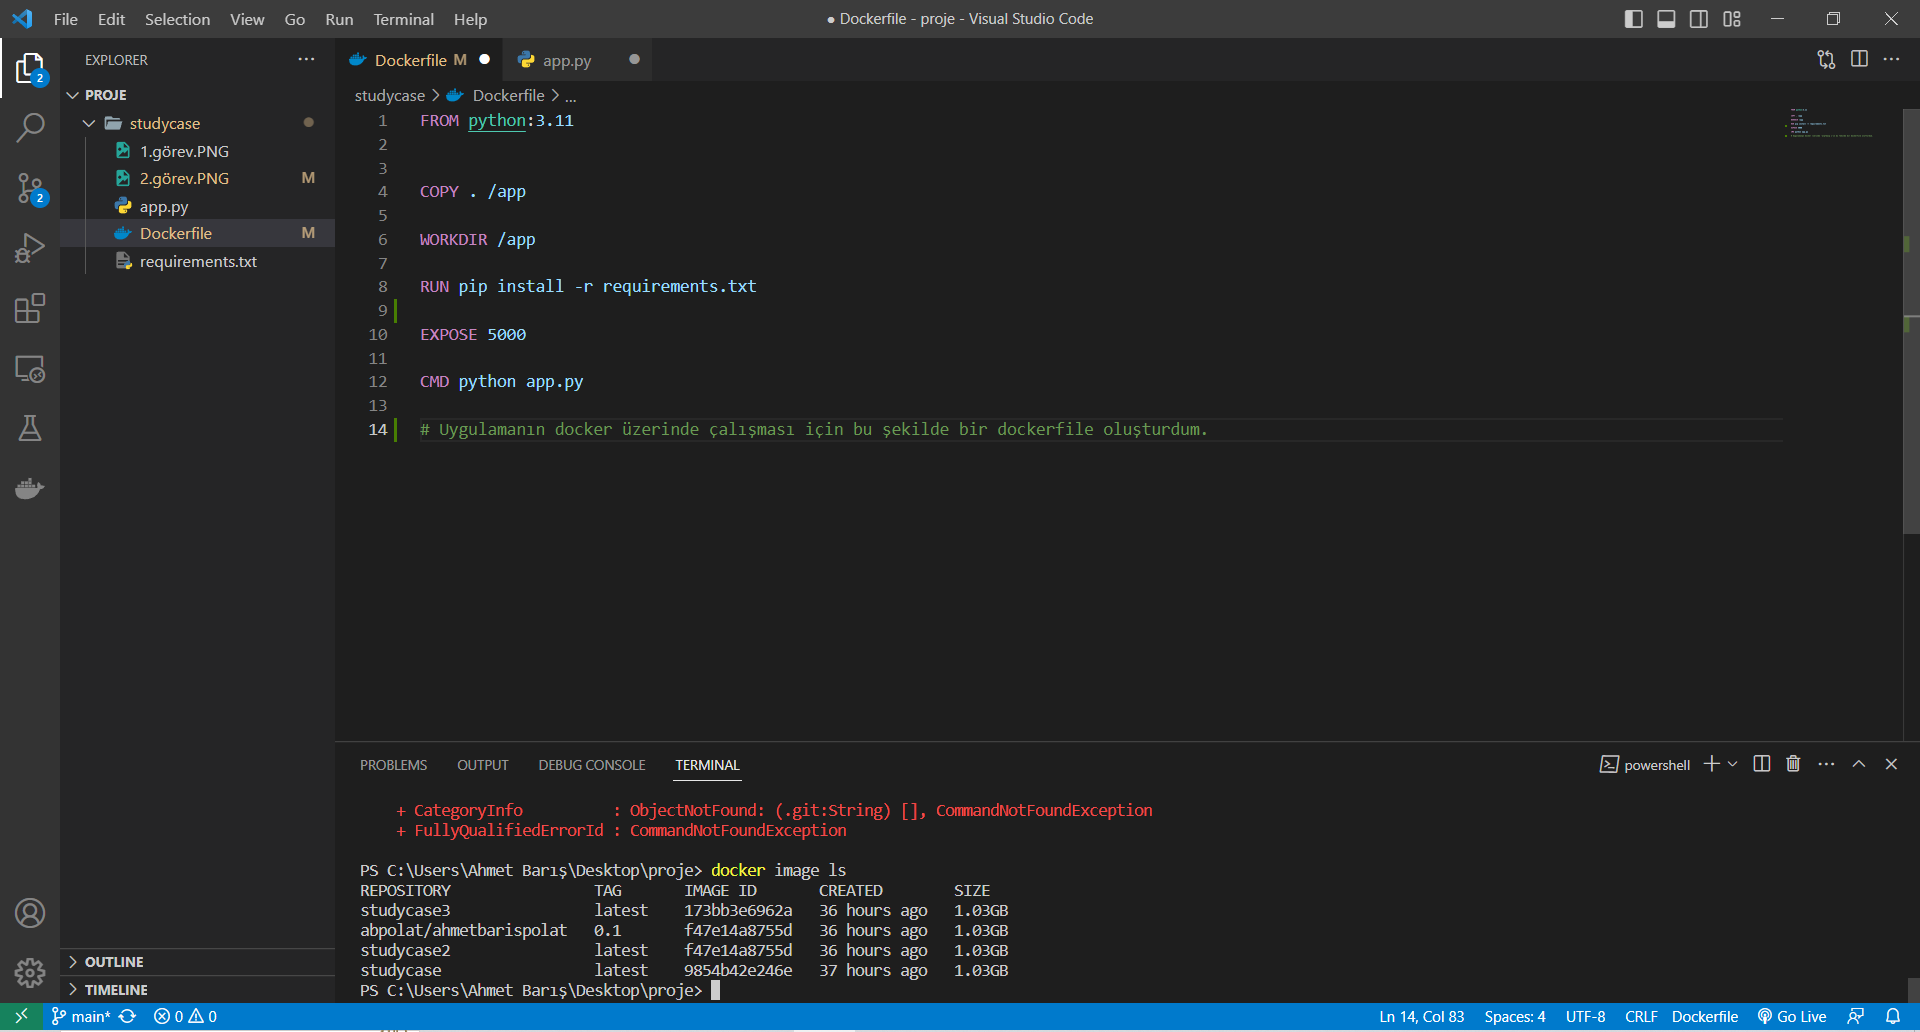 File Edit Selection View Go Run Terminal Help
● Dockerfile - proje - Visual Studio Code
EXPLORER
PROJE
studycase
1.görev.PNG
2.görev.PNG M
app.py
Dockerfile M
requirements.txt
OUTLINE
TIMELINE
2
2
Dockerfile M
app.py
studycase > Dockerfile > ...
1 FROM python:3.11
2
3
4 COPY . /app
5
6 WORKDIR /app
7
8 RUN pip install -r requirements.txt
9
10 EXPOSE 5000
11
12 CMD python app.py
13
14 # Uygulamanın docker üzerinde çalışması için bu şekilde bir dockerfile oluşturdum.
PROBLEMS OUTPUT DEBUG CONSOLE TERMINAL
powershell
+ CategoryInfo : ObjectNotFound: (.git:String) [], CommandNotFoundException
+ FullyQualifiedErrorId : CommandNotFoundException
PS C:\Users\Ahmet Barış\Desktop\proje> docker image ls
REPOSITORY TAG IMAGE ID CREATED SIZE
studycase3 latest 173bb3e6962a 36 hours ago 1.03GB
abpolat/ahmetbarispolat 0.1 f47e14a8755d 36 hours ago 1.03GB
studycase2 latest f47e14a8755d 36 hours ago 1.03GB
studycase latest 9854b42e246e 37 hours ago 1.03GB
PS C:\Users\Ahmet Barış\Desktop\proje>
main* 0 0
Ln 14, Col 83 Spaces: 4 UTF-8 CRLF Dockerfile Go Live